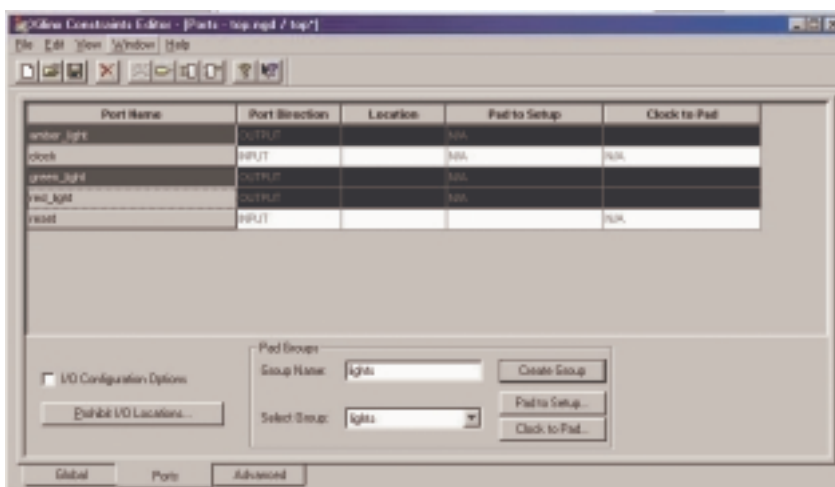 Xilinx Constraints Editor - [Ports - top.ngd / top*]
File Edit View Window Help
Port Name Port Direction Location Pad to Setup Clock to Pad
amber_light OUTPUT N/A
clock INPUT N/A N/A
green_light OUTPUT N/A
red_light OUTPUT N/A
reset INPUT N/A
Pad Groups
I/O Configuration Options
Group Name: lights Create Group
Prohibit I/O Locations...
Pad to Setup...
Select Group: lights
Clock to Pad...
Global Ports Advanced